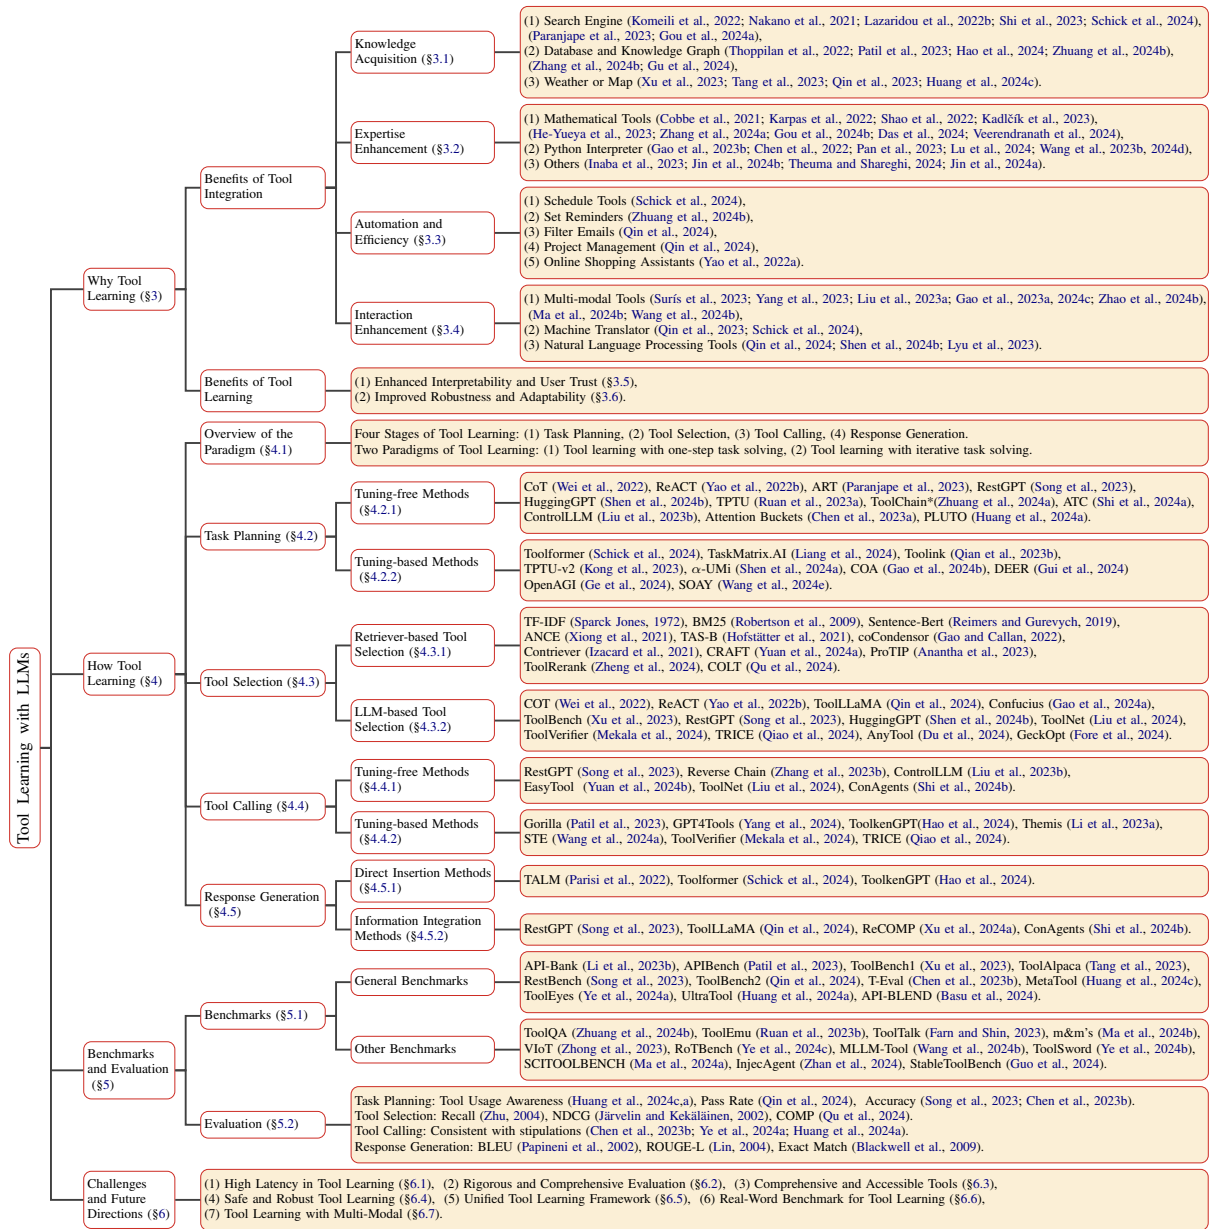 Tool Learning with LLMs
Why Tool
Learning (§3)
Benefits of Tool
Integration
Knowledge
Acquisition (§3.1)
(1) Search Engine (Komeili et al., 2022; Nakano et al., 2021; Lazaridou et al., 2022b; Shi et al., 2023; Schick et al., 2024),
(Paranjape et al., 2023; Gou et al., 2024a),
(2) Database and Knowledge Graph (Thoppilan et al., 2022; Patil et al., 2023; Hao et al., 2024; Zhuang et al., 2024b),
(Zhang et al., 2024b; Gu et al., 2024),
(3) Weather or Map (Xu et al., 2023; Tang et al., 2023; Qin et al., 2023; Huang et al., 2024c).
Expertise
Enhancement (§3.2)
(1) Mathematical Tools (Cobbe et al., 2021; Karpas et al., 2022; Shao et al., 2022; Kadlčík et al., 2023),
(He-Yueya et al., 2023; Zhang et al., 2024a; Gou et al., 2024b; Das et al., 2024; Veerendranath et al., 2024),
(2) Python Interpreter (Gao et al., 2023b; Chen et al., 2022; Pan et al., 2023; Lu et al., 2024; Wang et al., 2023b, 2024d),
(3) Others (Inaba et al., 2023; Jin et al., 2024b; Theuma and Shareghi, 2024; Jin et al., 2024a).
Automation and
Efficiency (§3.3)
(1) Schedule Tools (Schick et al., 2024),
(2) Set Reminders (Zhuang et al., 2024b),
(3) Filter Emails (Qin et al., 2024),
(4) Project Management (Qin et al., 2024),
(5) Online Shopping Assistants (Yao et al., 2022a).
Interaction
Enhancement (§3.4)
(1) Multi-modal Tools (Surís et al., 2023; Yang et al., 2023; Liu et al., 2023a; Gao et al., 2023a, 2024c; Zhao et al., 2024b),
(Ma et al., 2024b; Wang et al., 2024b),
(2) Machine Translator (Qin et al., 2023; Schick et al., 2024),
(3) Natural Language Processing Tools (Qin et al., 2024; Shen et al., 2024b; Lyu et al., 2023).
Benefits of Tool
Learning
(1) Enhanced Interpretability and User Trust (§3.5),
(2) Improved Robustness and Adaptability (§3.6).
How Tool
Learning (§4)
Overview of the
Paradigm (§4.1)
Four Stages of Tool Learning: (1) Task Planning, (2) Tool Selection, (3) Tool Calling, (4) Response Generation.
Two Paradigms of Tool Learning: (1) Tool learning with one-step task solving, (2) Tool learning with iterative task solving.
Task Planning (§4.2)
Tuning-free Methods
(§4.2.1)
CoT (Wei et al., 2022), ReACT (Yao et al., 2022b), ART (Paranjape et al., 2023), RestGPT (Song et al., 2023),
HuggingGPT (Shen et al., 2024b), TPTU (Ruan et al., 2023a), ToolChain*(Zhuang et al., 2024a), ATC (Shi et al., 2024a),
ControlLLM (Liu et al., 2023b), Attention Buckets (Chen et al., 2023a), PLUTO (Huang et al., 2024a).
Tuning-based Methods
(§4.2.2)
Toolformer (Schick et al., 2024), TaskMatrix.AI (Liang et al., 2024), Toolink (Qian et al., 2023b),
TPTU-v2 (Kong et al., 2023), α-UMi (Shen et al., 2024a), COA (Gao et al., 2024b), DEER (Gui et al., 2024)
OpenAGI (Ge et al., 2024), SOAY (Wang et al., 2024e).
Tool Selection (§4.3)
Retriever-based Tool
Selection (§4.3.1)
TF-IDF (Sparck Jones, 1972), BM25 (Robertson et al., 2009), Sentence-Bert (Reimers and Gurevych, 2019),
ANCE (Xiong et al., 2021), TAS-B (Hofstätter et al., 2021), coCondensor (Gao and Callan, 2022),
Contriever (Izacard et al., 2021), CRAFT (Yuan et al., 2024a), ProTIP (Anantha et al., 2023),
ToolRerank (Zheng et al., 2024), COLT (Qu et al., 2024).
LLM-based Tool
Selection (§4.3.2)
COT (Wei et al., 2022), ReACT (Yao et al., 2022b), ToolLLaMA (Qin et al., 2024), Confucius (Gao et al., 2024a),
ToolBench (Xu et al., 2023), RestGPT (Song et al., 2023), HuggingGPT (Shen et al., 2024b), ToolNet (Liu et al., 2024),
ToolVerifier (Mekala et al., 2024), TRICE (Qiao et al., 2024), AnyTool (Du et al., 2024), GeckOpt (Fore et al., 2024).
Tool Calling (§4.4)
Tuning-free Methods
(§4.4.1)
RestGPT (Song et al., 2023), Reverse Chain (Zhang et al., 2023b), ControlLLM (Liu et al., 2023b),
EasyTool (Yuan et al., 2024b), ToolNet (Liu et al., 2024), ConAgents (Shi et al., 2024b).
Tuning-based Methods
(§4.4.2)
Gorilla (Patil et al., 2023), GPT4Tools (Yang et al., 2024), ToolkenGPT(Hao et al., 2024), Themis (Li et al., 2023a),
STE (Wang et al., 2024a), ToolVerifier (Mekala et al., 2024), TRICE (Qiao et al., 2024).
Response Generation
(§4.5)
Direct Insertion Methods
(§4.5.1)
TALM (Parisi et al., 2022), Toolformer (Schick et al., 2024), ToolkenGPT (Hao et al., 2024).
Information Integration
Methods (§4.5.2)
RestGPT (Song et al., 2023), ToolLLaMA (Qin et al., 2024), ReCOMP (Xu et al., 2024a), ConAgents (Shi et al., 2024b).
Benchmarks
and Evaluation
(§5)
Benchmarks (§5.1)
General Benchmarks
API-Bank (Li et al., 2023b), APIBench (Patil et al., 2023), ToolBench1 (Xu et al., 2023), ToolAlpaca (Tang et al., 2023),
RestBench (Song et al., 2023), ToolBench2 (Qin et al., 2024), T-Eval (Chen et al., 2023b), MetaTool (Huang et al., 2024c),
ToolEyes (Ye et al., 2024a), UltraTool (Huang et al., 2024a), API-BLEND (Basu et al., 2024).
Other Benchmarks
ToolQA (Zhuang et al., 2024b), ToolEmu (Ruan et al., 2023b), ToolTalk (Farn and Shin, 2023), m&m's (Ma et al., 2024b),
VIoT (Zhong et al., 2023), RoTBench (Ye et al., 2024c), MLLM-Tool (Wang et al., 2024b), ToolSword (Ye et al., 2024b),
SCITOOLBENCH (Ma et al., 2024a), InjecAgent (Zhan et al., 2024), StableToolBench (Guo et al., 2024).
Evaluation (§5.2)
Task Planning: Tool Usage Awareness (Huang et al., 2024c,a), Pass Rate (Qin et al., 2024), Accuracy (Song et al., 2023; Chen et al., 2023b).
Tool Selection: Recall (Zhu, 2004), NDCG (Järvelin and Kekäläinen, 2002), COMP (Qu et al., 2024).
Tool Calling: Consistent with stipulations (Chen et al., 2023b; Ye et al., 2024a; Huang et al., 2024a).
Response Generation: BLEU (Papineni et al., 2002), ROUGE-L (Lin, 2004), Exact Match (Blackwell et al., 2009).
Challenges
and Future
Directions (§6)
(1) High Latency in Tool Learning (§6.1), (2) Rigorous and Comprehensive Evaluation (§6.2), (3) Comprehensive and Accessible Tools (§6.3),
(4) Safe and Robust Tool Learning (§6.4), (5) Unified Tool Learning Framework (§6.5), (6) Real-Word Benchmark for Tool Learning (§6.6),
(7) Tool Learning with Multi-Modal (§6.7).